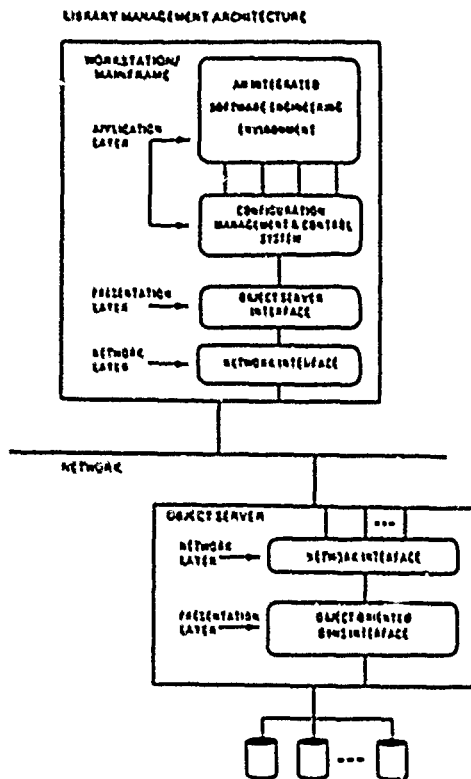 LIBRARY MANAGEMENT ARCHITECTURE
WORKSTATION/
MAINFRAME
AN INTEGRATED
SOFTWARE ENGINEERING
ENVIRONMENT
APPLICATION
LAYER
CONFIGURATION
MANAGEMENT & CONTROL
SYSTEM
PRESENTATION
LAYER
OBJECT SERVER
INTERFACE
NETWORK
LAYER
NETWORK INTERFACE
NETWORK
OBJECT SERVER
NETWORK
LAYER
NETWORK INTERFACE
PRESENTATION
LAYER
OBJECT ORIENTED
DBMS INTERFACE